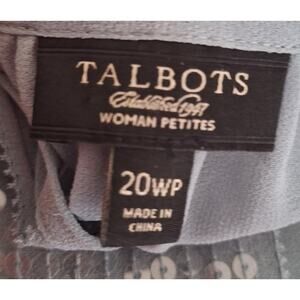 TALBOTS
Established 1947
WOMAN PETITES
20WP
MADE IN
CHINA